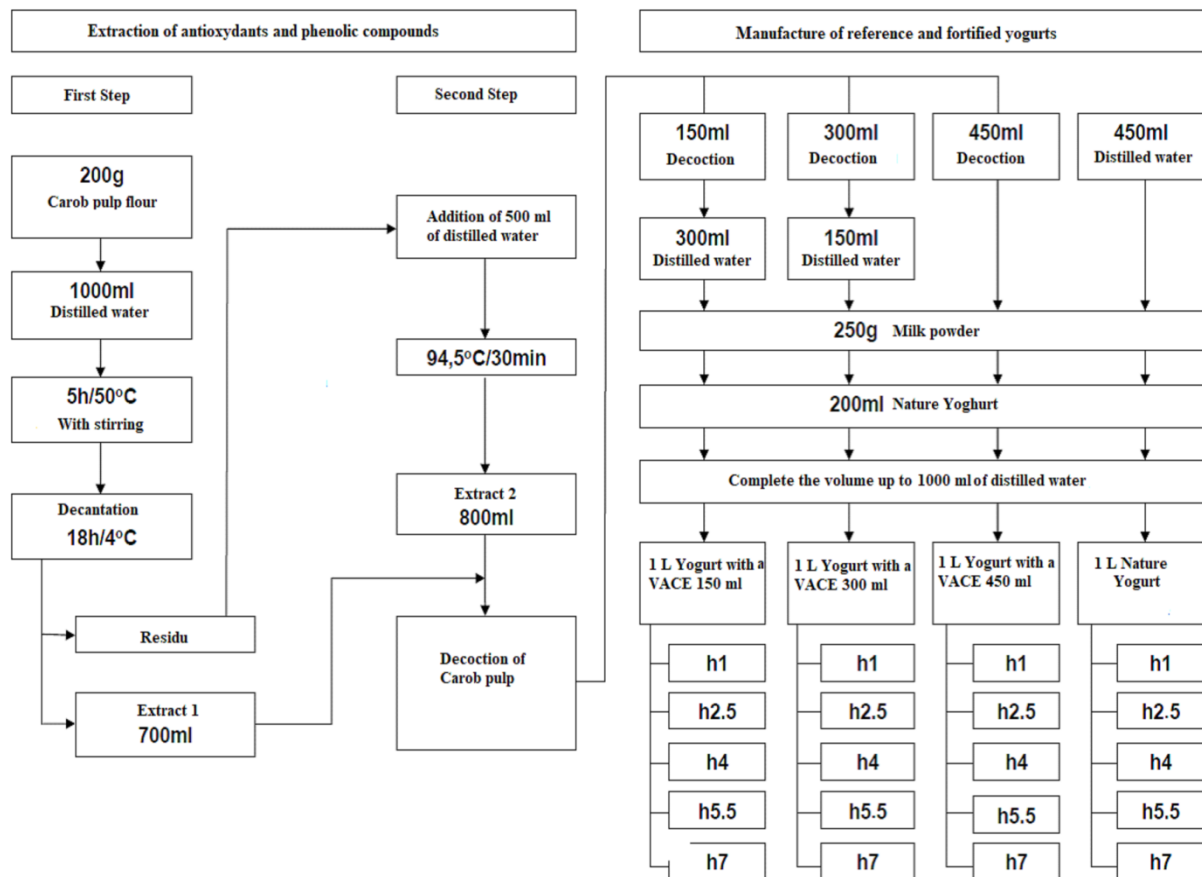 Extraction of antioxydants and phenolic compounds
First Step
200g
Carob pulp flour
1000ml
Distilled water
5h/50°C
With stirring
Decantation
18h/4°C
Residu
Extract 1
700ml
Second Step
Addition of 500 ml
of distilled water
94,5°C/30min
Extract 2
800ml
Decoction of
Carob pulp
Manufacture of reference and fortified yogurts
150ml
Decoction
300ml
Decoction
450ml
Decoction
450ml
Distilled water
300ml
Distilled water
150ml
Distilled water
250g Milk powder
200ml Nature Yoghurt
Complete the volume up to 1000 ml of distilled water
1 L Yogurt with a
VACE 150 ml
1 L Yogurt with a
VACE 300 ml
1 L Yogurt with a
VACE 450 ml
1 L Nature
Yogurt
h1
h1
h1
h1
h2.5
h2.5
h2.5
h2.5
h4
h4
h4
h4
h5.5
h5.5
h5.5
h5.5
h7
h7
h7
h7